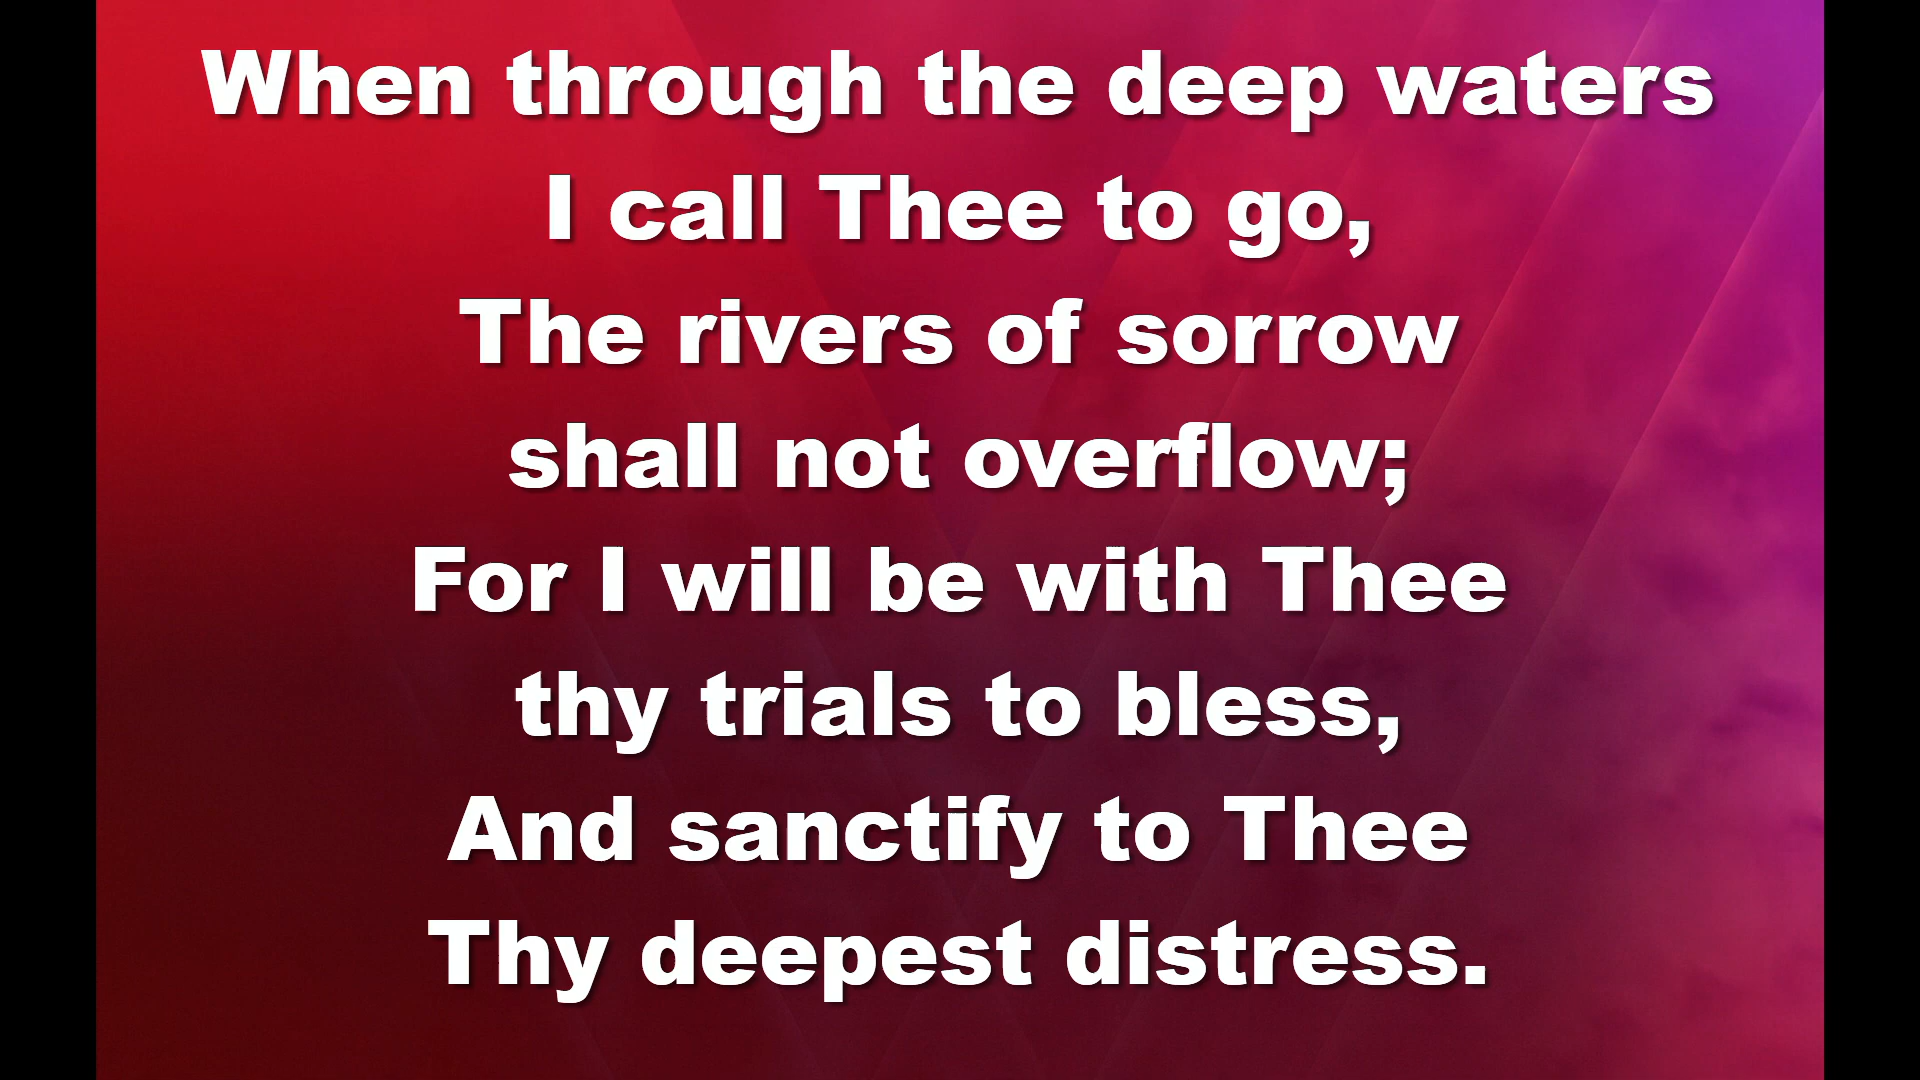 When through the deep waters
I call Thee to go,
The rivers of sorrow
shall not overflow;
For I will be with Thee
thy trials to bless,
And sanctify to Thee
Thy deepest distress.